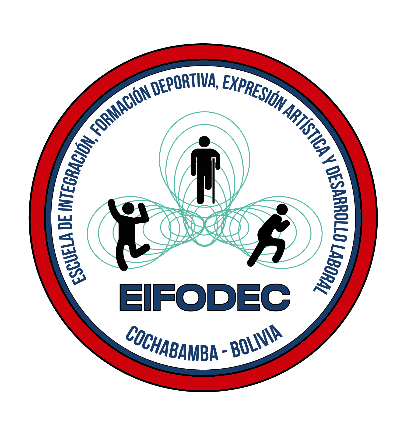 ESCUELA DE INTEGRACIÓN, FORMACIÓN DEPORTIVA, EXPRESIÓN ARTÍSTICA Y DESARROLLO LABORAL
EIFODEC
COCHABAMBA - BOLIVIA